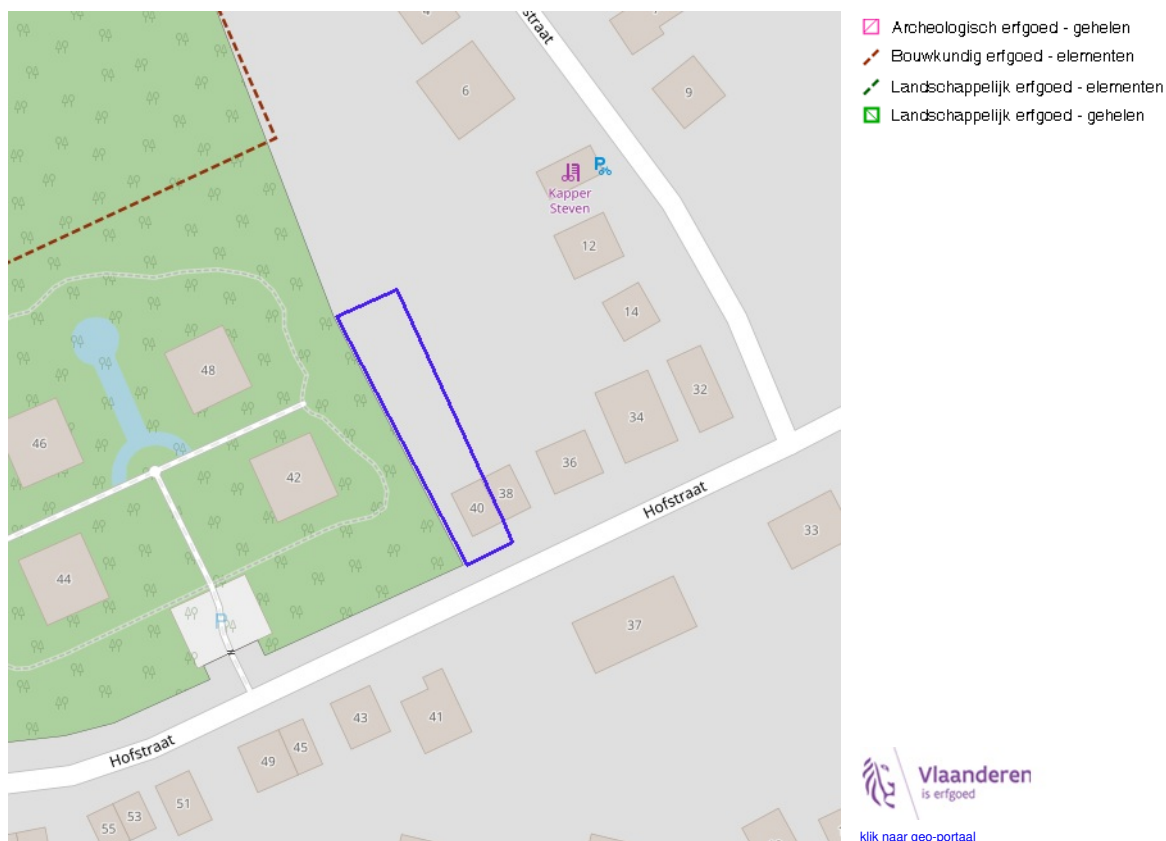 straat
Hofstraat
6
9
Kapper
Steven
P
12
14
48
32
46
34
36
42
38
40
Hofstraat
33
44
P
37
43
41
Hofstraat
45
49
51
53
55
Archeologisch erfgoed - gehelen
Bouwkundig erfgoed - elementen
Landschappelijk erfgoed - elementen
Landschappelijk erfgoed - gehelen
Vlaanderen
is erfgoed
klik naar geo-portaal